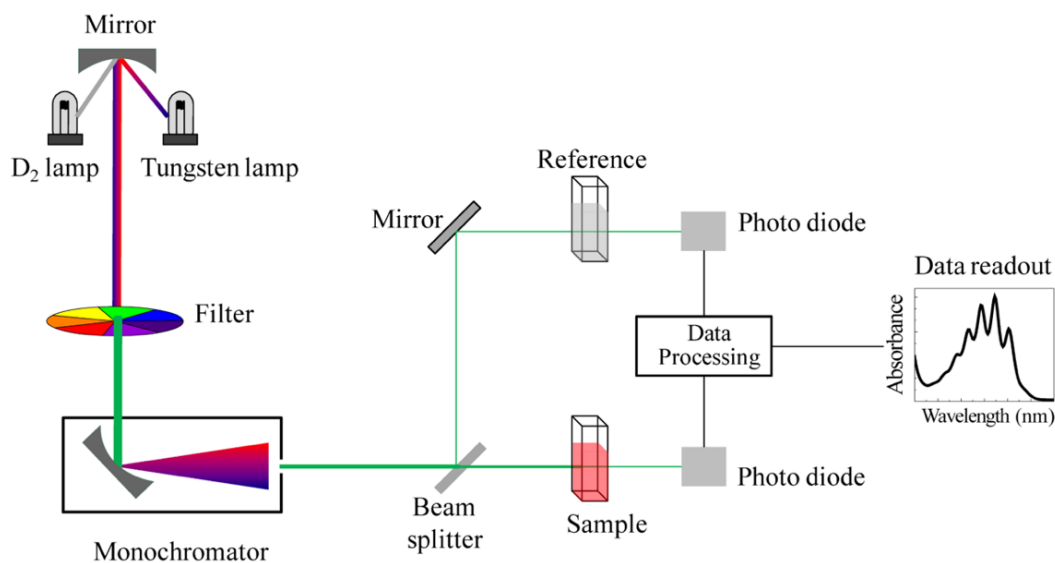 Mirror
D₂ lamp
Tungsten lamp
Filter
Monochromator
Mirror
Reference
Photo diode
Beam
splitter
Sample
Photo diode
Data
Processing
Data readout
Absorbance
Wavelength (nm)